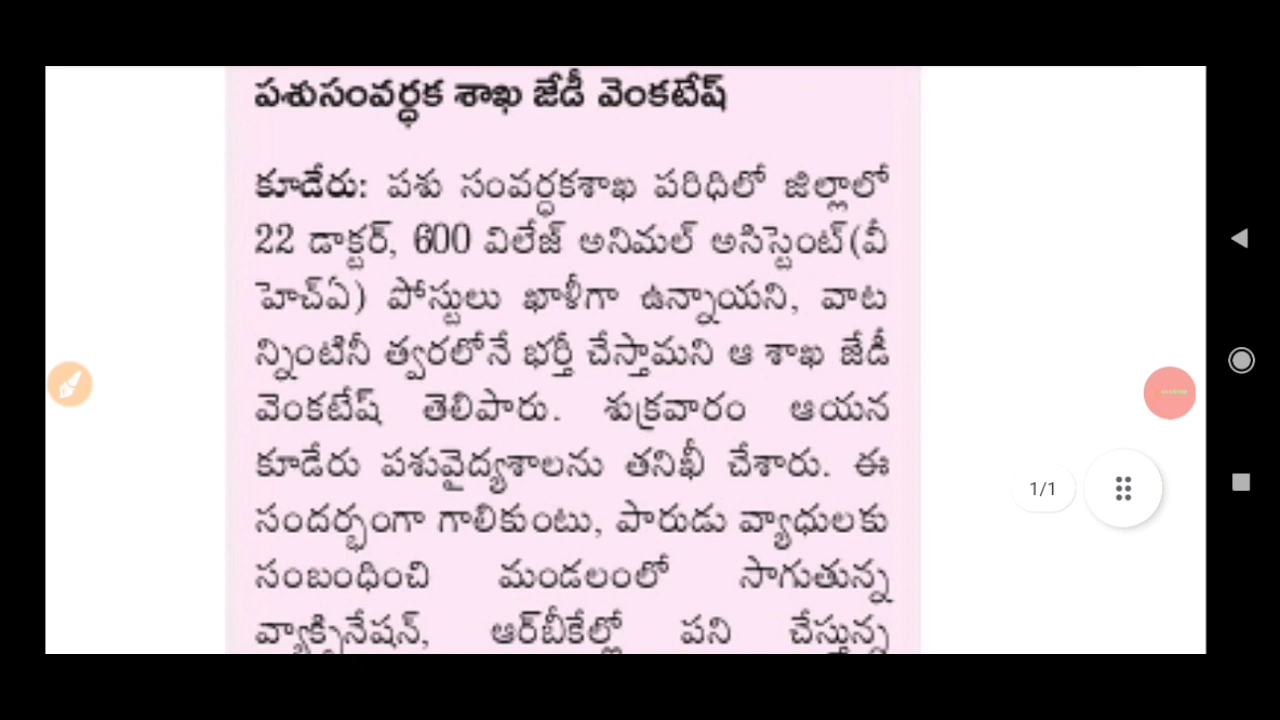 పశుసంవర్ధక శాఖ జేడీ వెంకటేష్
కూడేరు: పశు సంవర్ధకశాఖ పరిధిలో జిల్లాలో
22 డాక్టర్, 600 విలేజ్ అనిమల్ అసిస్టెంట్(వీ
హెచ్ఏ) పోస్టులు ఖాళీగా ఉన్నాయని, వాట
న్నింటినీ త్వరలోనే భర్తీ చేస్తామని ఆ శాఖ జేడీ
వెంకటేష్ తెలిపారు. శుక్రవారం ఆయన
కూడేరు పశువైద్యశాలను తనిఖీ చేశారు. ఈ
సందర్భంగా గాలికుంటు, పారుడు వ్యాధులకు
సంబంధించి మండలంలో సాగుతున్న
వ్యాక్సినేషన్, ఆర్‌బీకేల్లో పని చేస్తున్న
1/1